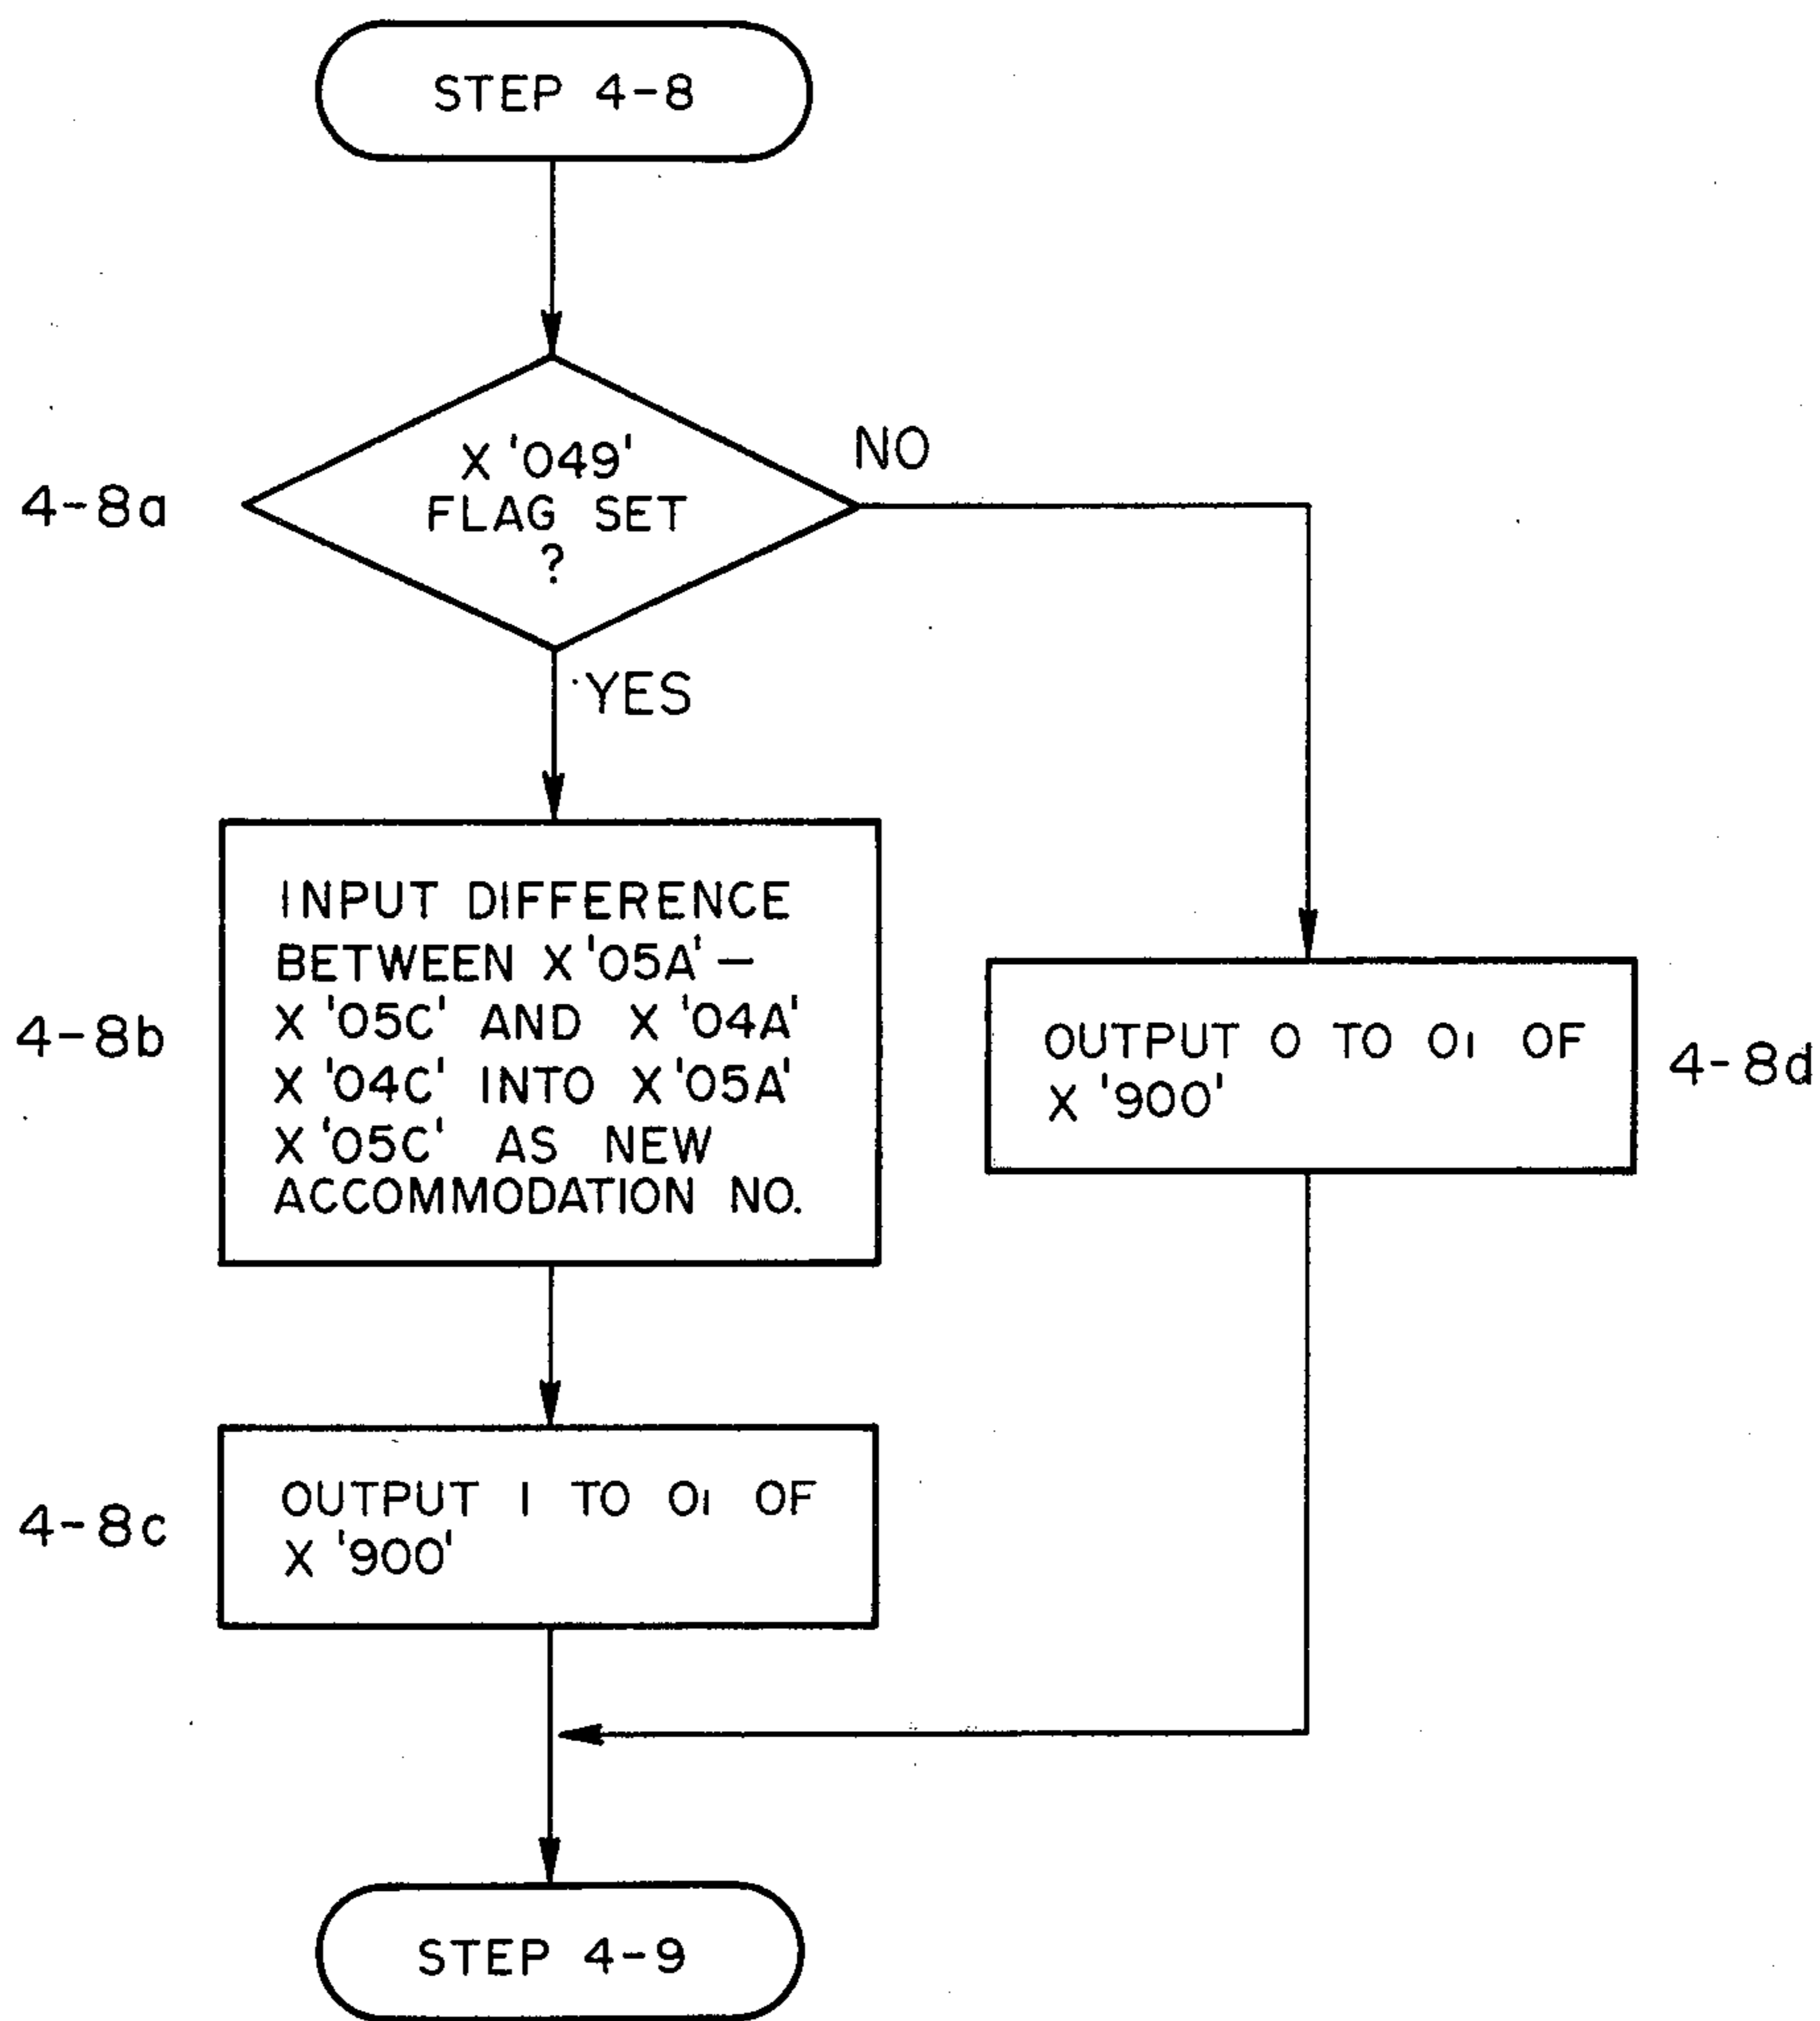 STEP 4-8
4-8a
X '049'
FLAG SET
?
NO
YES
4-8b
INPUT DIFFERENCE
BETWEEN X '05A' —
X '05C' AND X '04A'
X '04C' INTO X '05A'
X '05C' AS NEW
ACCOMMODATION NO.
OUTPUT 0 TO O1 OF
X '900'
4-8d
4-8c
OUTPUT 1 TO O1 OF
X '900'
STEP 4-9